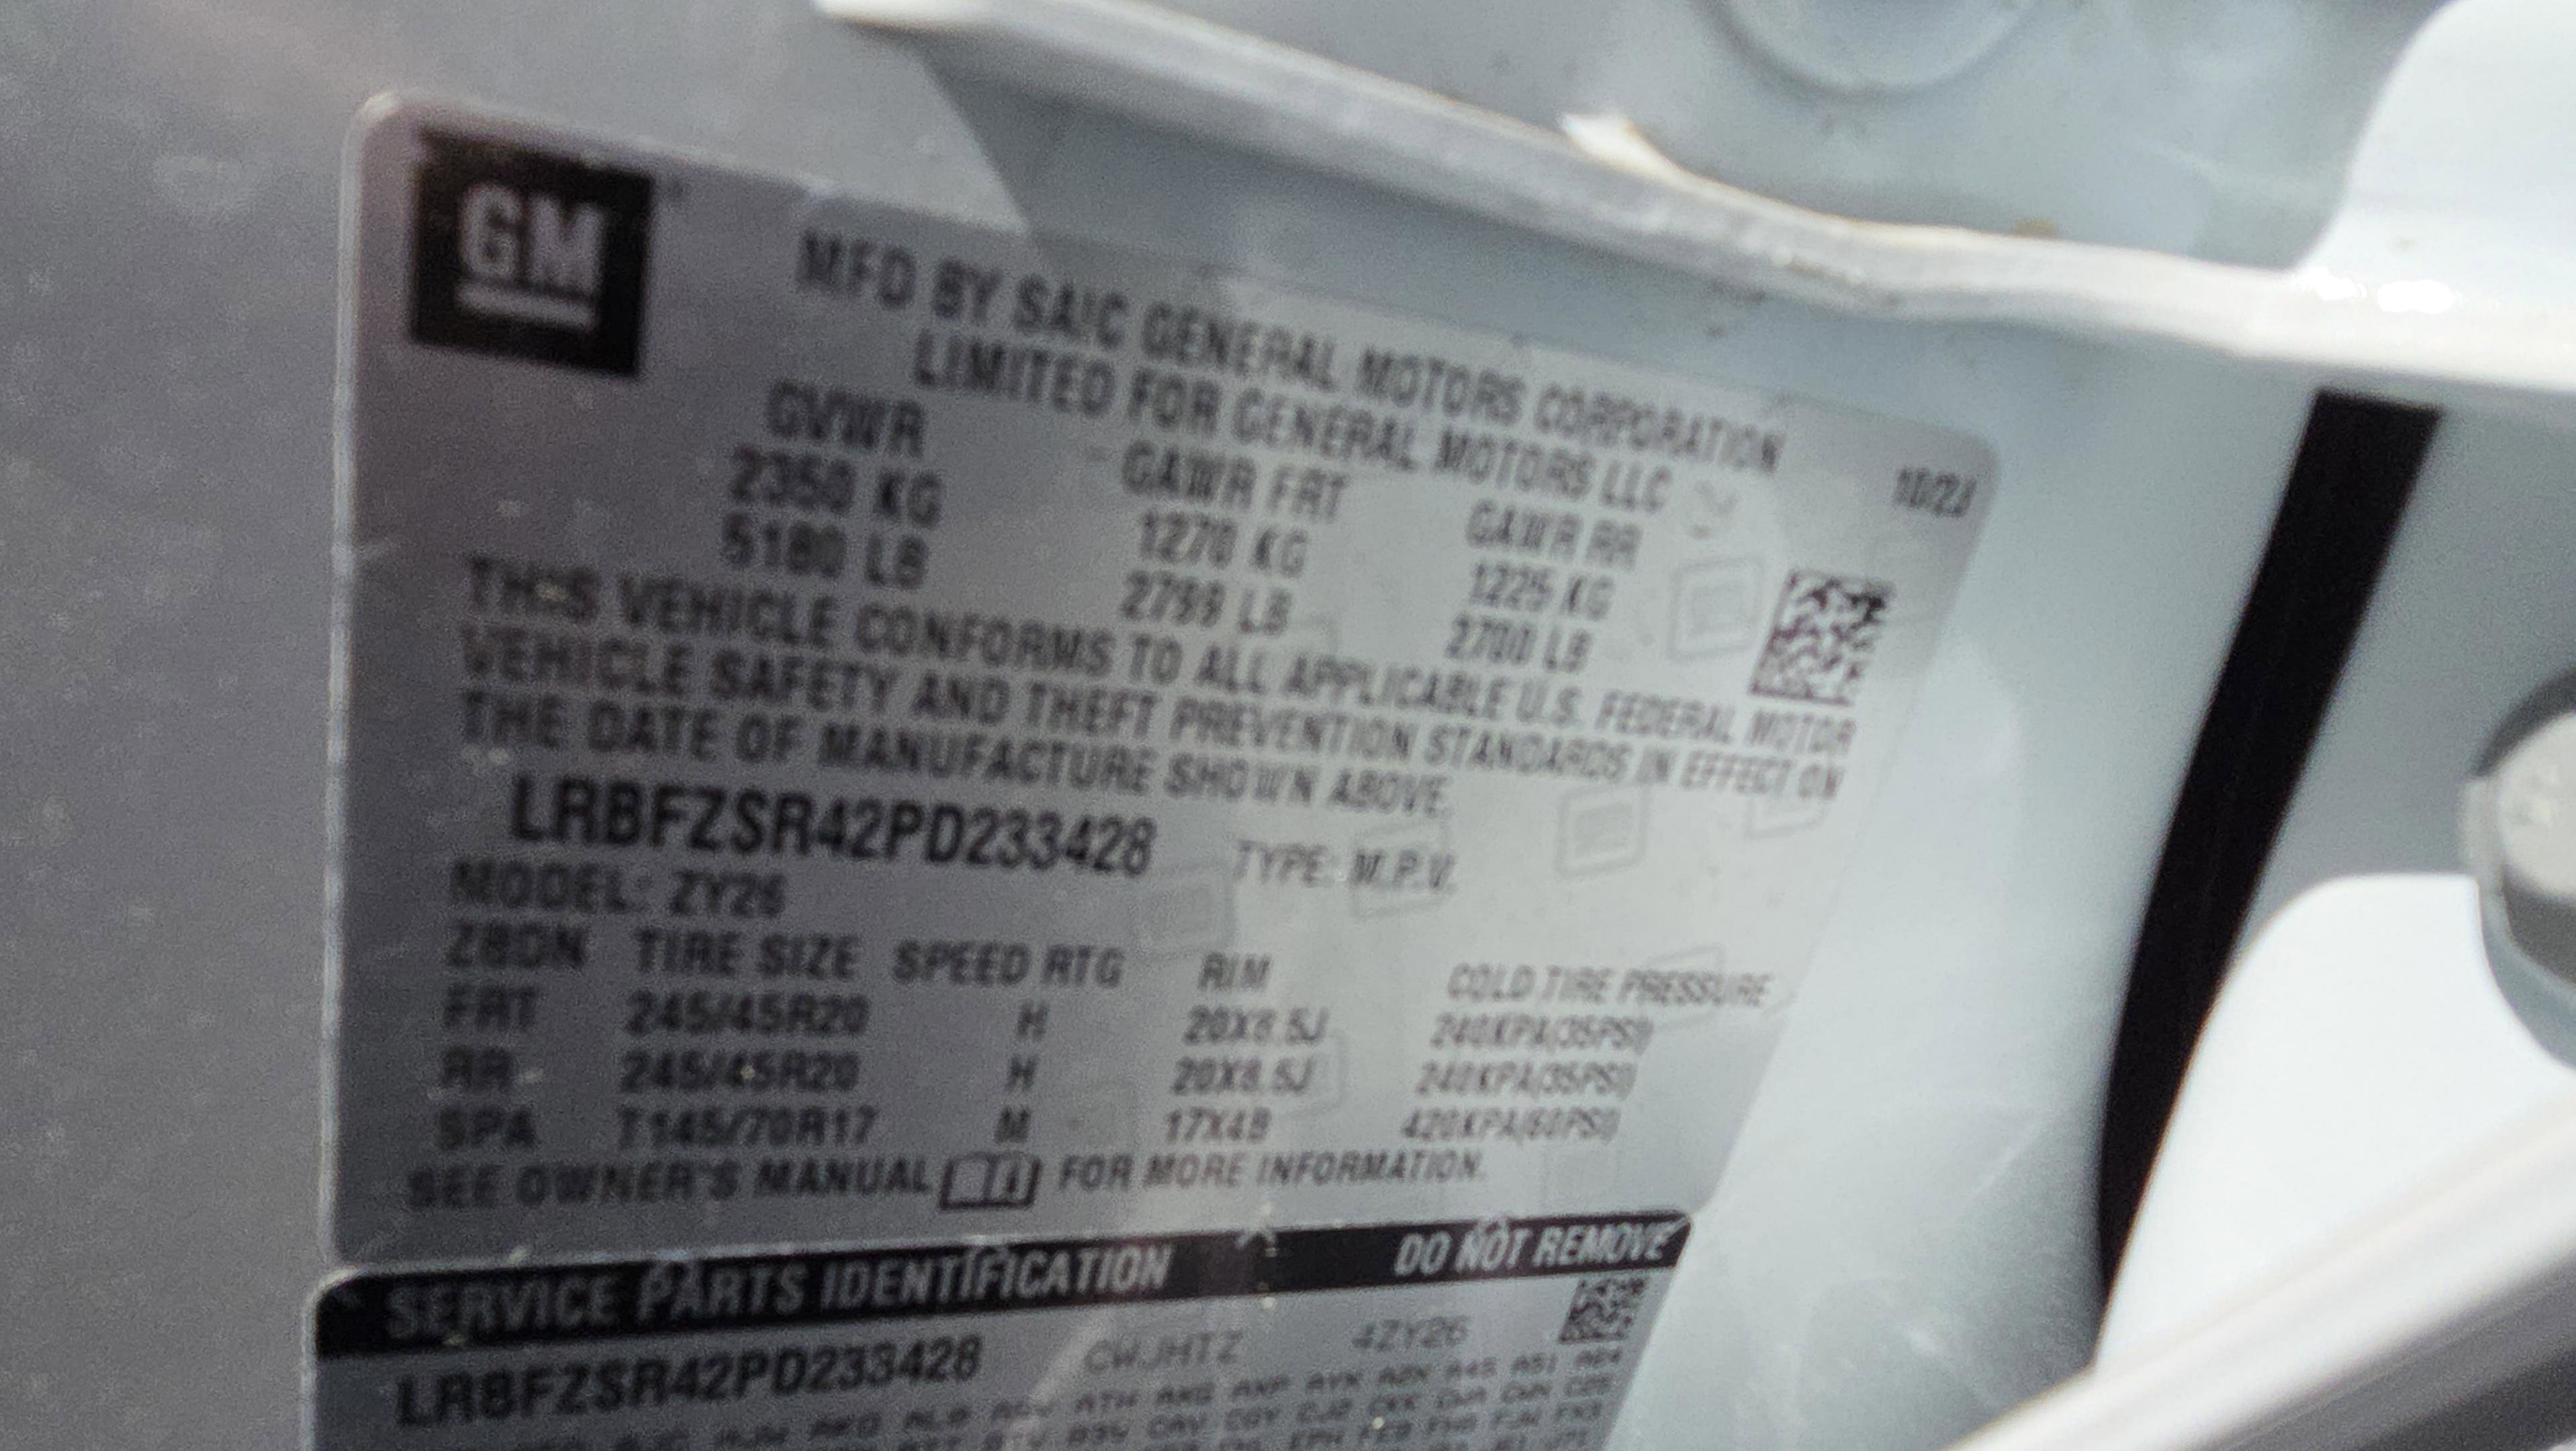 GM
MFD BY SAIC GENERAL MOTORS CORPORATION
LIMITED FOR GENERAL MOTORS LLC
10/23
GVWR GAWR FRT GAWR RR
2350 KG 1270 KG 1225 KG
5180 LB 2799 LB 2700 LB
THIS VEHICLE CONFORMS TO ALL APPLICABLE U.S. FEDERAL MOTOR
VEHICLE SAFETY AND THEFT PREVENTION STANDARDS IN EFFECT ON
THE DATE OF MANUFACTURE SHOWN ABOVE.
LRBFZSR42PD233428 TYPE: M.P.V.
MODEL: ZY26
ZBDN TIRE SIZE SPEED RTG RIM COLD TIRE PRESSURE
FRT 245/45R20 H 20X8.5J 240KPA(35PSI)
RR 245/45R20 H 20X8.5J 240KPA(35PSI)
SPA T145/70R17 M 17X4B 420KPA(60PSI)
SEE OWNER'S MANUAL FOR MORE INFORMATION.
SERVICE PARTS IDENTIFICATION DO NOT REMOVE
LRBFZSR42PD233428 CWJHTZ 4ZY26